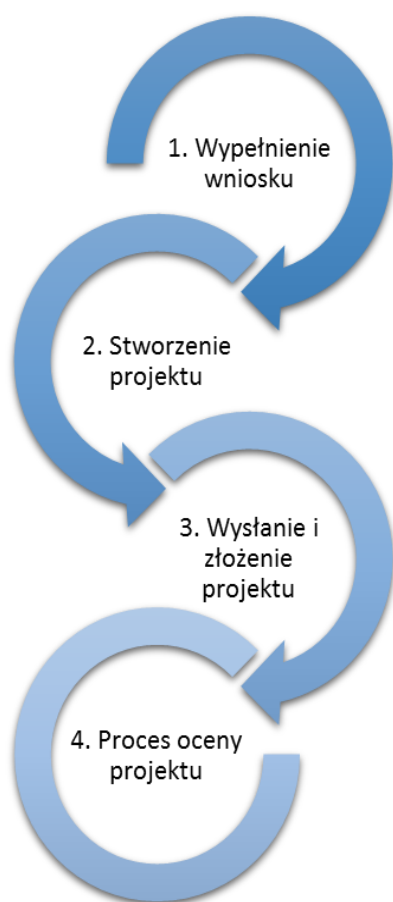 1. Wypełnienie
wniosku
2. Stworzenie
projektu
3. Wysłanie i
złożenie
projektu
4. Proces oceny
projektu